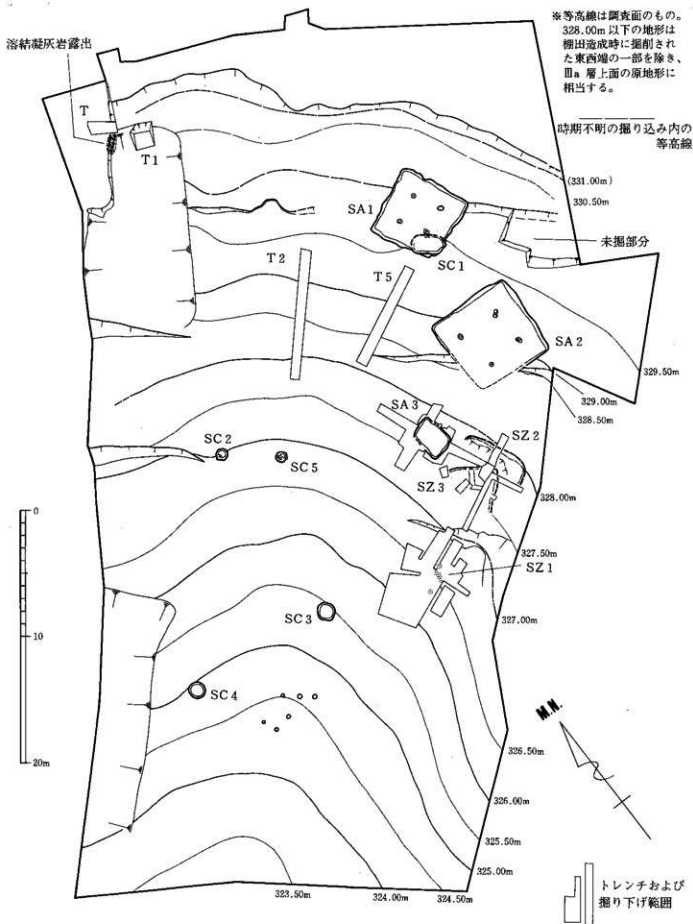 ※等高線は調査面のもの。
328.00m 以下の地形は
棚田造成時に掘削され
た東西端の一部を除き、
Ⅲa 層上面の原地形に
相当する。
時期不明の掘り込み内の
等高線
溶結凝灰岩露出
T
T1
(331.00m)
330.50m
SA1
未掘部分
SC1
T2
T5
SA2
329.50m
329.00m
328.50m
SA3
SZ2
SC2
SC5
SZ3
328.00m
0
327.50m
SZ1
327.00m
SC3
10
SC4
M.N.
326.50m
20m
326.00m
325.50m
325.00m
323.50m
324.00m
324.50m
トレンチおよび
掘り下げ範囲